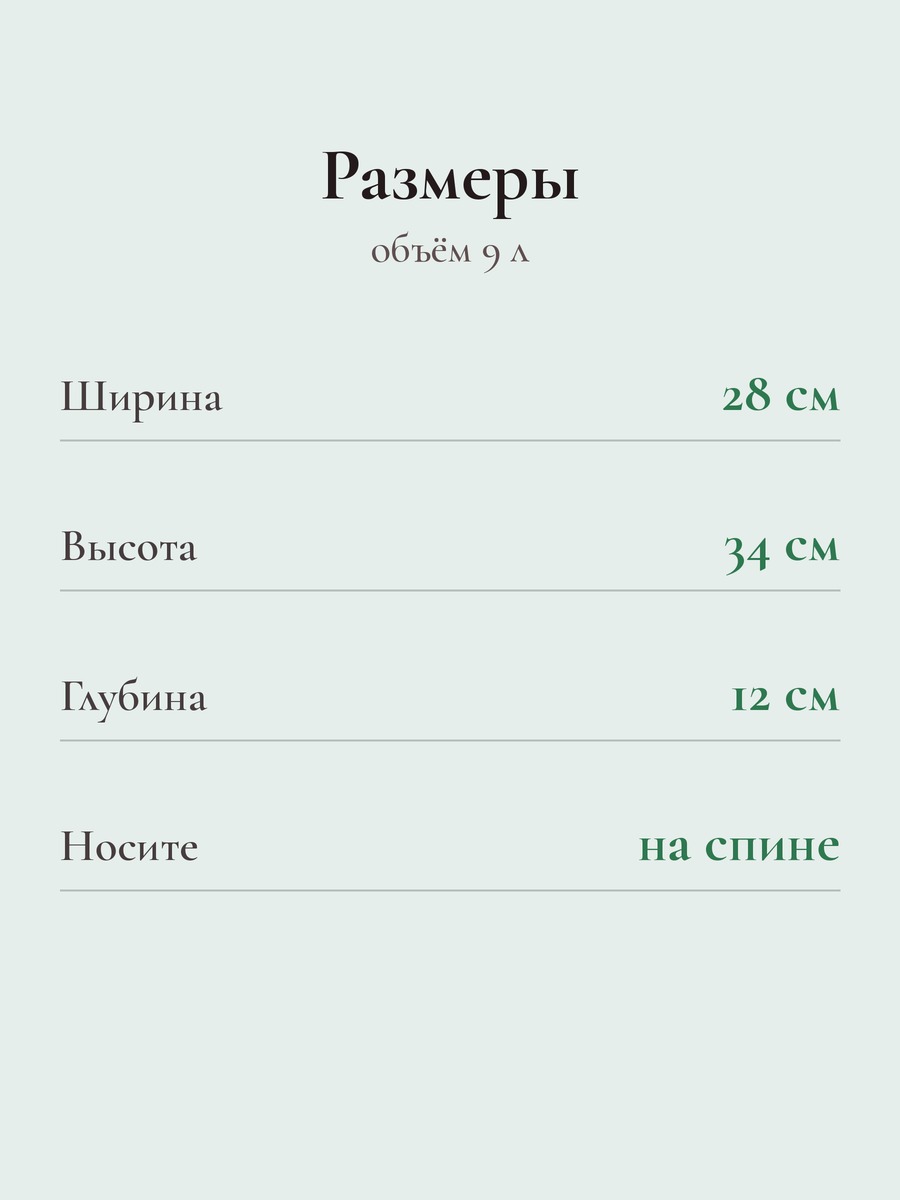 Размеры
объём 9 л
Ширина 28 см
Высота 34 см
Глубина 12 см
Носите на спине